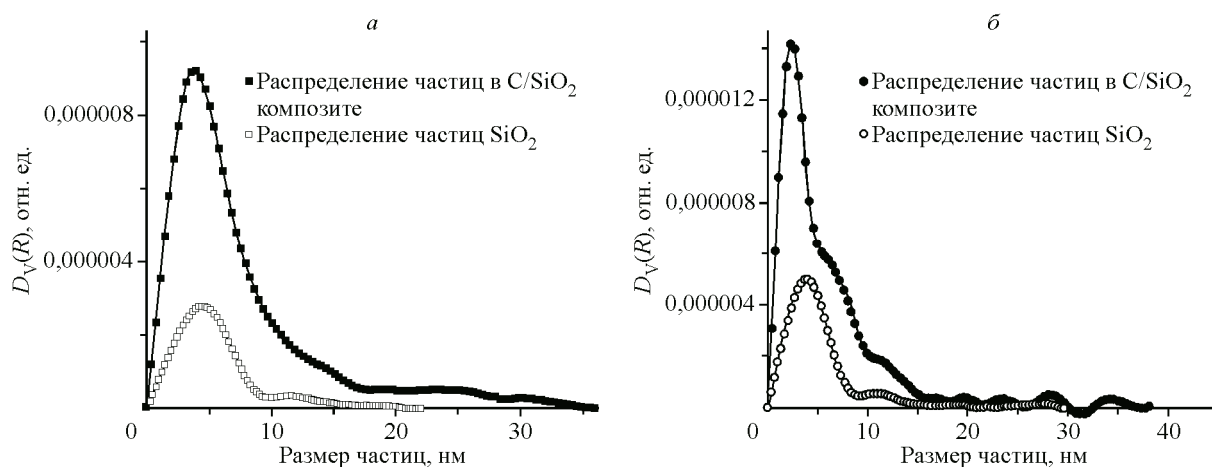 а
Распределение частиц в C/SiO₂
композите
Распределение частиц SiO₂
0,000008
0,000004
D_V(R), отн. ед.
0
10
20
30
Размер частиц, нм
б
Распределение частиц в C/SiO₂
композите
Распределение частиц SiO₂
0,000012
0,000008
0,000004
D_V(R), отн. ед.
0
10
20
30
40
Размер частиц, нм